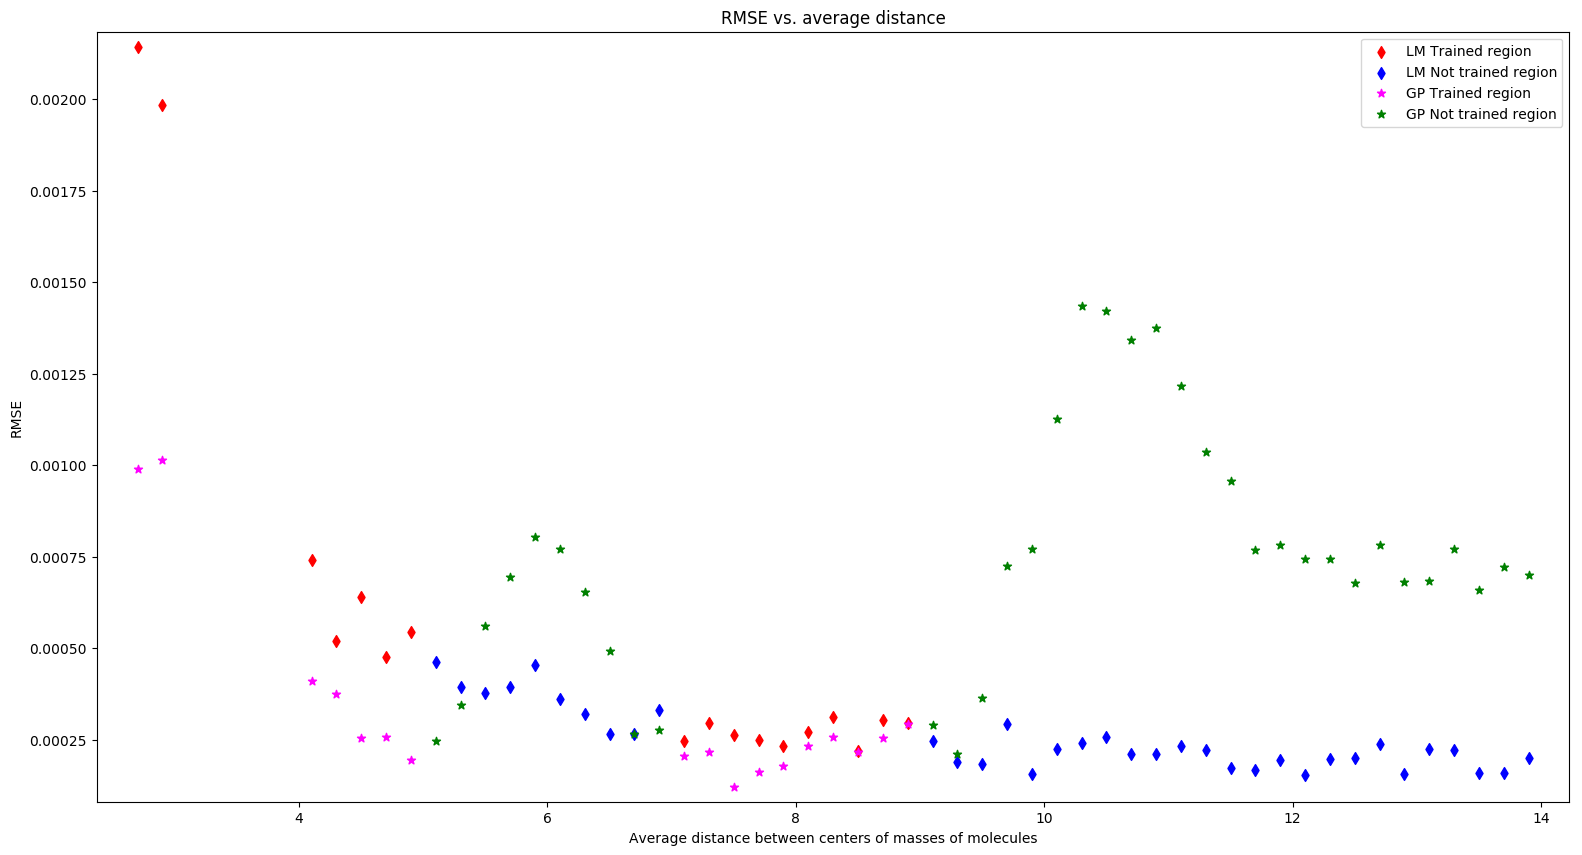 RMSE vs. average distance
LM Trained region
LM Not trained region
GP Trained region
GP Not trained region
0.00200
0.00175
0.00150
0.00125
0.00100
0.00075
0.00050
0.00025
RMSE
4 6 8 10 12 14
Average distance between centers of masses of molecules